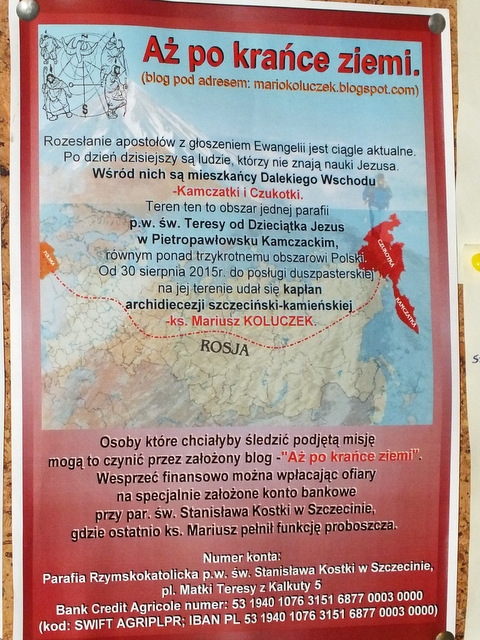 Aż po krańce ziemi.
(blog pod adresem: mariokoluczek.blogspot.com)
Rozesłanie apostołów z głoszeniem Ewangelii jest ciągle aktualne.
Po dzień dzisiejszy są ludzie, którzy nie znają nauki Jezusa.
Wśród nich są mieszkańcy Dalekiego Wschodu
-Kamczatki i Czukotki.
Teren ten to obszar jednej parafii
p.w. św. Teresy od Dzieciątka Jezus
w Pietropawłowsku Kamczackim,
równym ponad trzykrotnemu obszarowi Polski.
Od 30 sierpnia 2015r. do posługi duszpasterskiej
na jej terenie udał się kapłan
archidiecezji szczeciński-kamieńskiej
-ks. Mariusz KOLUCZEK.
POLSKA
CZUKOTKA
KAMCZATKA
ROSJA
Osoby które chciałyby śledzić podjętą misję
mogą to czynić przez założony blog -"Aż po krańce ziemi".
Wesprzeć finansowo można wpłacając ofiary
na specjalnie założone konto bankowe
przy par. św. Stanisława Kostki w Szczecinie,
gdzie ostatnio ks. Mariusz pełnił funkcję proboszcza.
Numer konta:
Parafia Rzymskokatolicka p.w. św. Stanisława Kostki w Szczecinie,
pl. Matki Teresy z Kalkuty 5
Bank Credit Agricole numer: 53 1940 1076 3151 6877 0003 0000
(kod: SWIFT AGRIPLPR; IBAN PL 53 1940 1076 3151 6877 0003 0000)